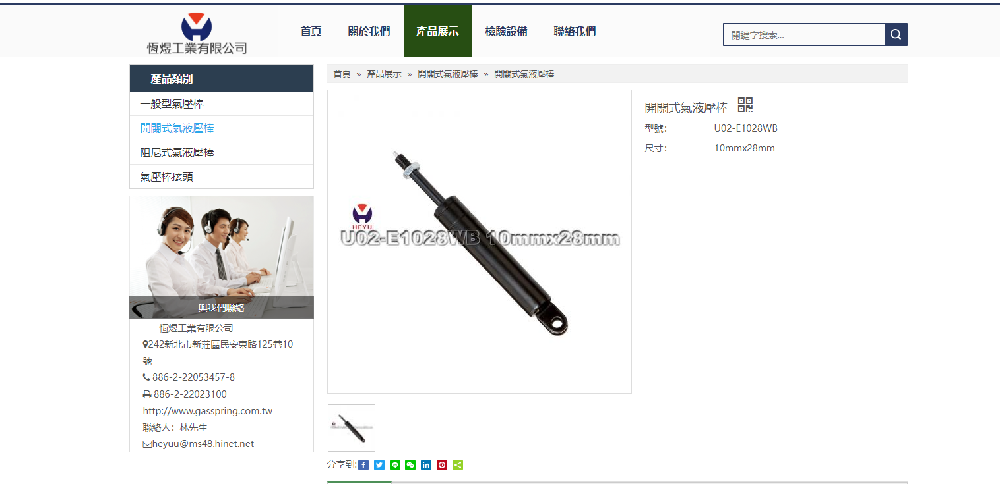 恆煜工業有限公司
首頁
關於我們
產品展示
檢驗設備
聯絡我們
關鍵字搜索...
產品類別
一般型氣壓棒
開關式氣液壓棒
阻尼式氣液壓棒
氣壓棒接頭
與我們聯絡
恆煜工業有限公司
242新北市新莊區民安東路125巷10
號
886-2-22053457-8
886-2-22023100
http://www.gasspring.com.tw
聯絡人：林先生
heyuu@ms48.hinet.net
首頁 » 產品展示 » 開關式氣液壓棒 » 開關式氣液壓棒
HEYU
U02-E1028WB 10mmx28mm
開關式氣液壓棒
型號： U02-E1028WB
尺寸： 10mmx28mm
分享到: